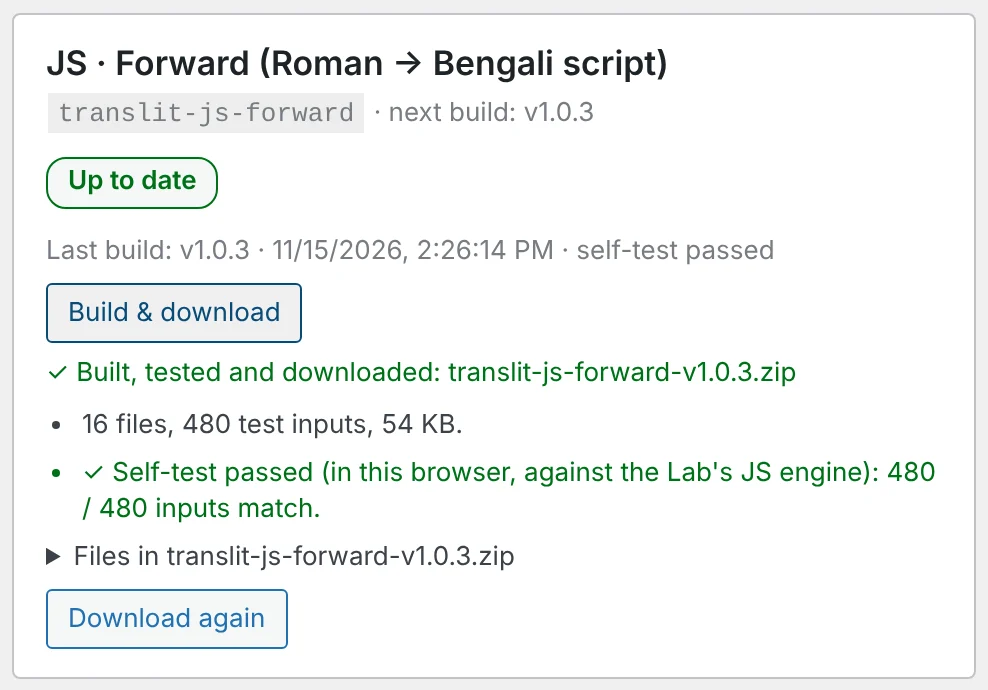 JS · Forward (Roman → Bengali script)
translit-js-forward · next build: v1.0.3
Up to date
Last build: v1.0.3 · 11/15/2026, 2:26:14 PM · self-test passed
Build & download
✓ Built, tested and downloaded: translit-js-forward-v1.0.3.zip
• 16 files, 480 test inputs, 54 KB.
• ✓ Self-test passed (in this browser, against the Lab's JS engine): 480
/ 480 inputs match.
▶ Files in translit-js-forward-v1.0.3.zip
Download again